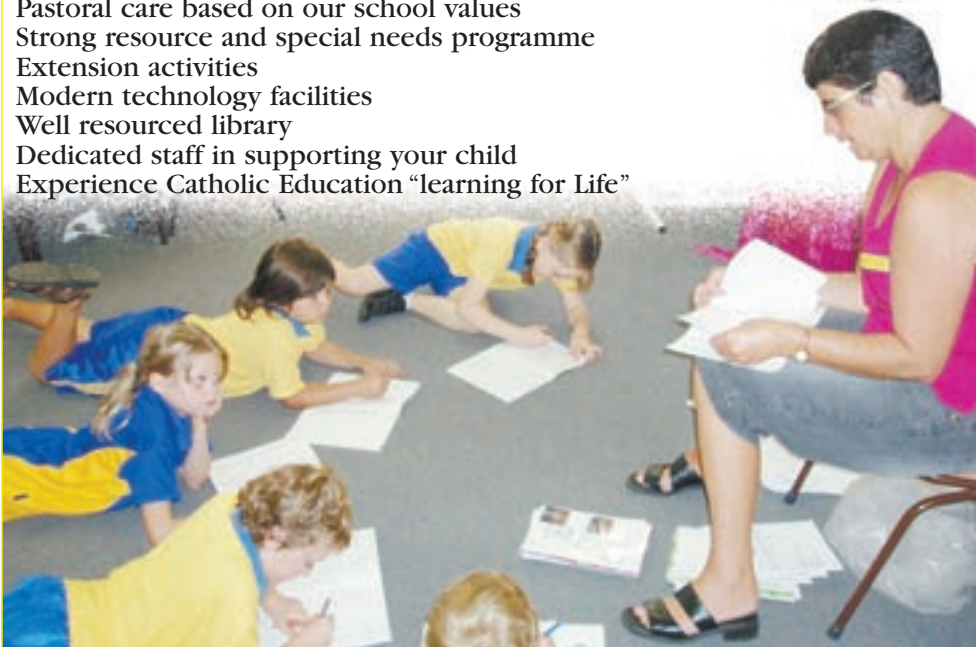 Pastoral care based on our school values
Strong resource and special needs programme
Extension activities
Modern technology facilities
Well resourced library
Dedicated staff in supporting your child
Experience Catholic Education “learning for Life”